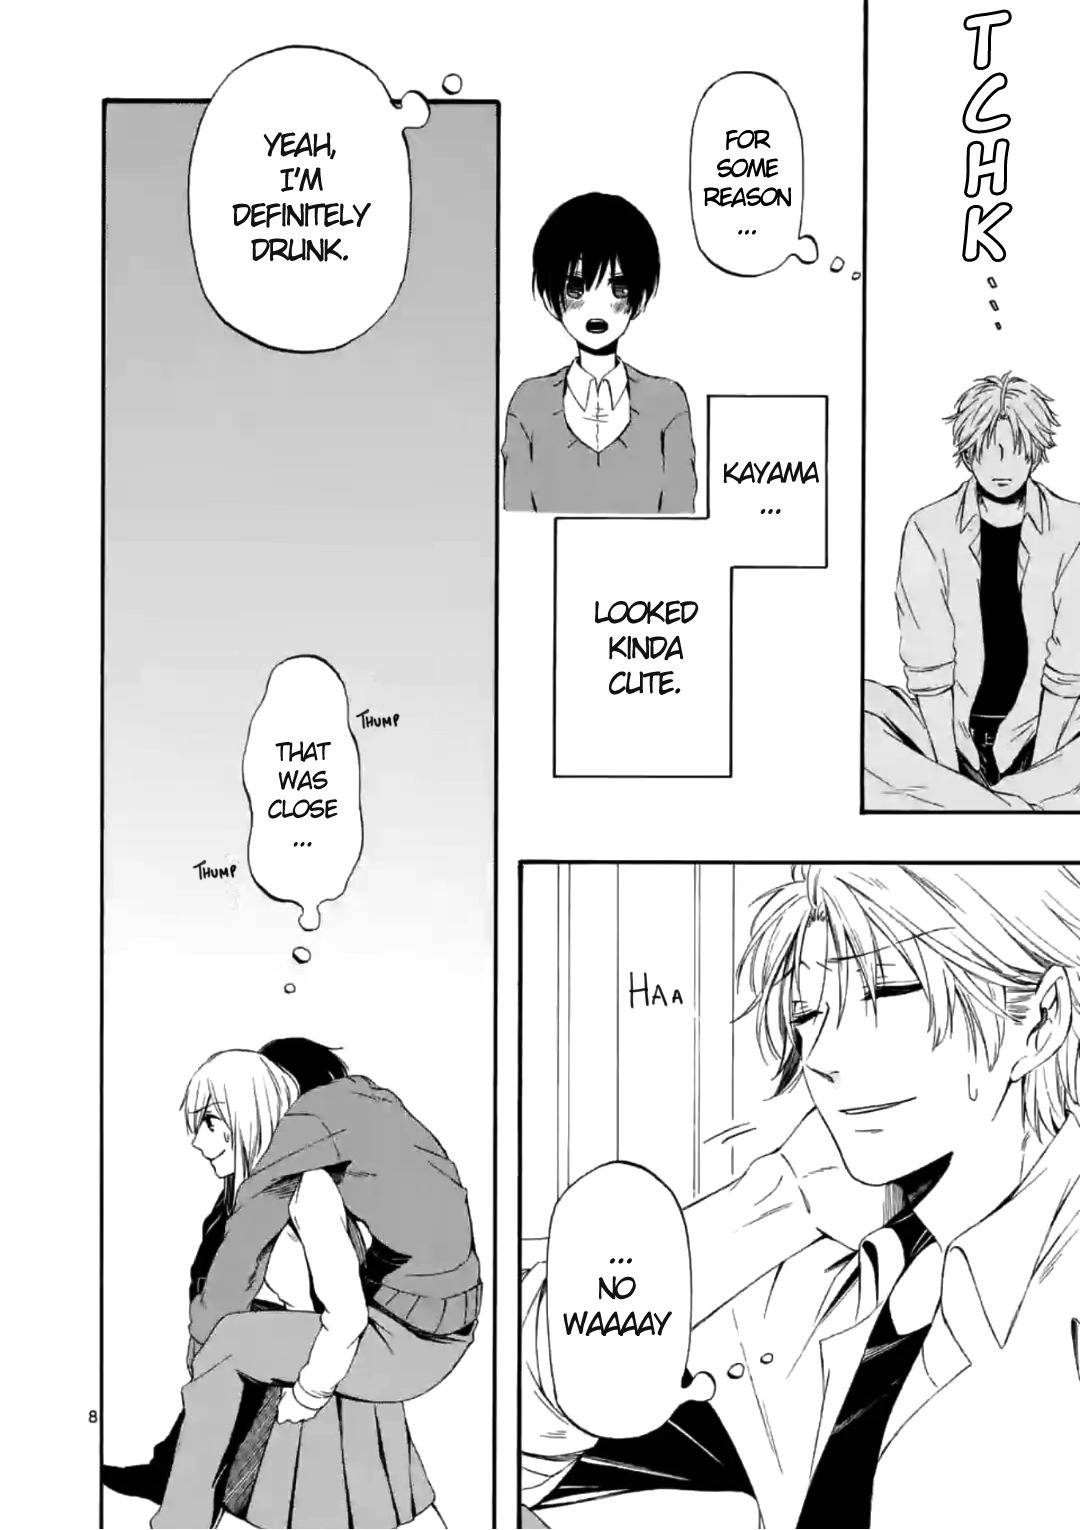 TCHK...
FOR
SOME
REASON
...
KAYAMA
...
LOOKED
KINDA
CUTE.
HAA
...
NO
WAAAAY
YEAH,
I'M
DEFINITELY
DRUNK.
THUMP
THAT
WAS
CLOSE
...
THUMP
8